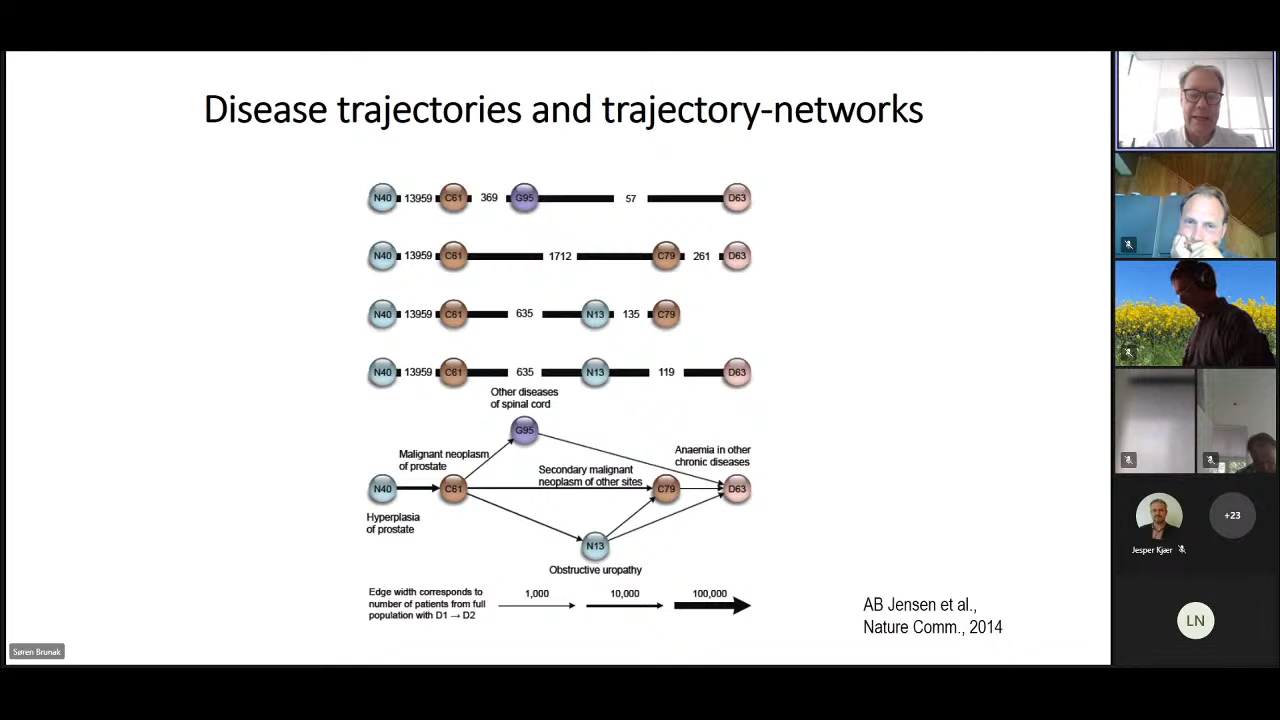 Disease trajectories and trajectory-networks
N40 13959 C61 369 G95 57 D63
N40 13959 C61 1712 C79 261 D63
N40 13959 C61 635 N13 135 C79
N40 13959 C61 635 N13 119 D63
Other diseases
of spinal cord
G95
Malignant neoplasm
of prostate
Anaemia in other
chronic diseases
Secondary malignant
neoplasm of other sites
N40 C61 C79 D63
Hyperplasia
of prostate
N13
Obstructive uropathy
Edge width corresponds to
number of patients from full
population with D1 → D2
1,000 10,000 100,000
AB Jensen et al.,
Nature Comm., 2014
Søren Brunak
+23
Jesper Kjær
LN